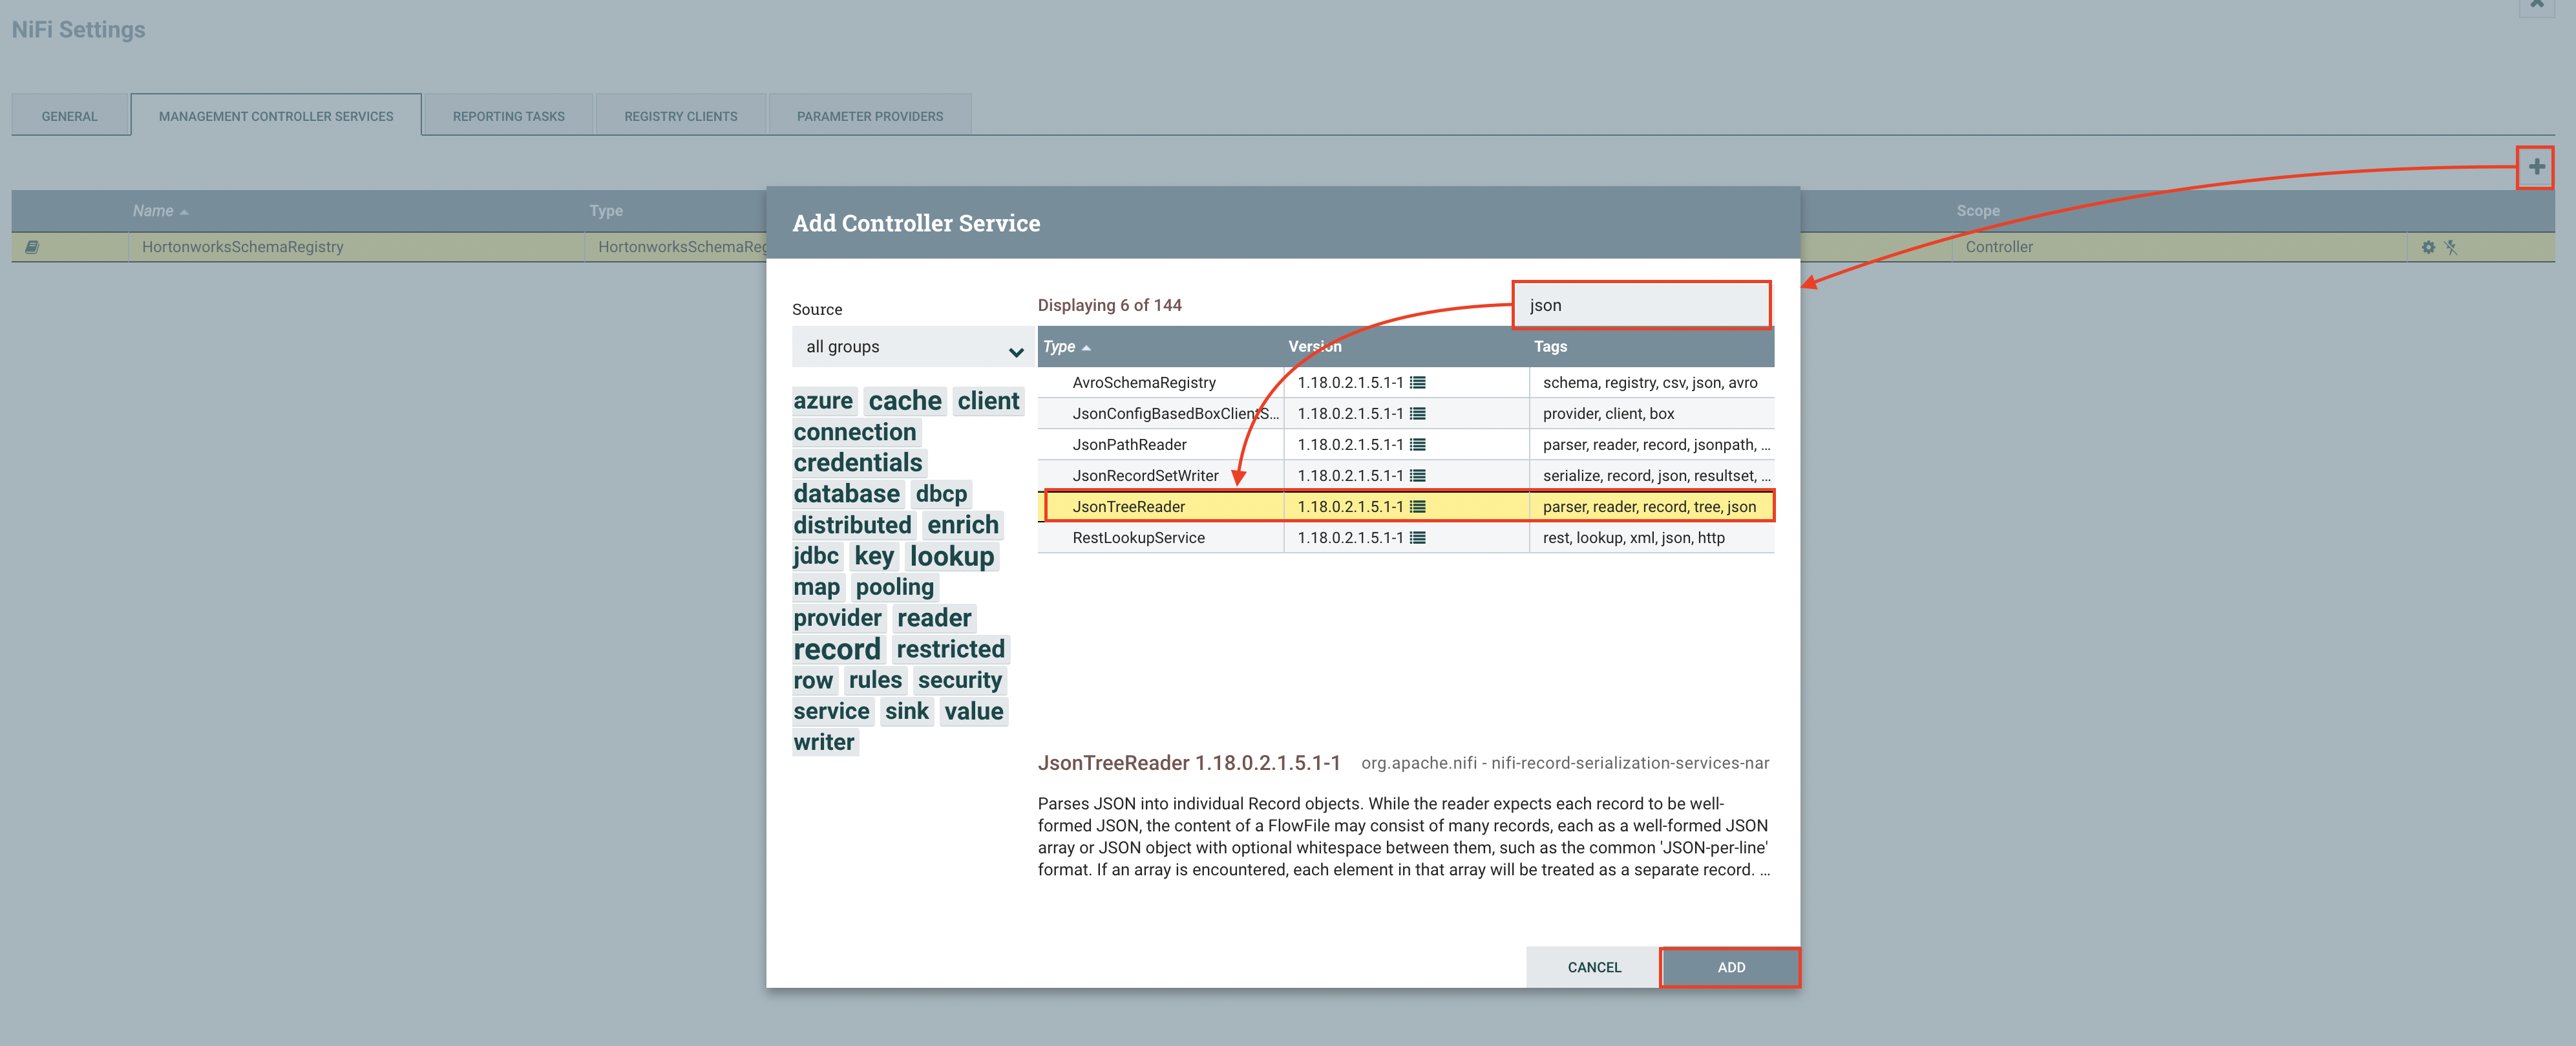 NiFi Settings
GENERAL
MANAGEMENT CONTROLLER SERVICES
REPORTING TASKS
REGISTRY CLIENTS
PARAMETER PROVIDERS
Name
Type
Scope
HortonworksSchemaRegistry
HortonworksSchemaReg
Controller
Add Controller Service
Source
all groups
azure cache client
connection
credentials
database dbcp
distributed enrich
jdbc key lookup
map pooling
provider reader
record restricted
row rules security
service sink value
writer
Displaying 6 of 144
json
Type Version Tags
AvroSchemaRegistry 1.18.0.2.1.5.1-1 schema, registry, csv, json, avro
JsonConfigBasedBoxClientS... 1.18.0.2.1.5.1-1 provider, client, box
JsonPathReader 1.18.0.2.1.5.1-1 parser, reader, record, jsonpath, ...
JsonRecordSetWriter 1.18.0.2.1.5.1-1 serialize, record, json, resultset, ...
JsonTreeReader 1.18.0.2.1.5.1-1 parser, reader, record, tree, json
RestLookupService 1.18.0.2.1.5.1-1 rest, lookup, xml, json, http
JsonTreeReader 1.18.0.2.1.5.1-1 org.apache.nifi - nifi-record-serialization-services-nar
Parses JSON into individual Record objects. While the reader expects each record to be well-
formed JSON, the content of a FlowFile may consist of many records, each as a well-formed JSON
array or JSON object with optional whitespace between them, such as the common 'JSON-per-line'
format. If an array is encountered, each element in that array will be treated as a separate record. ...
CANCEL
ADD